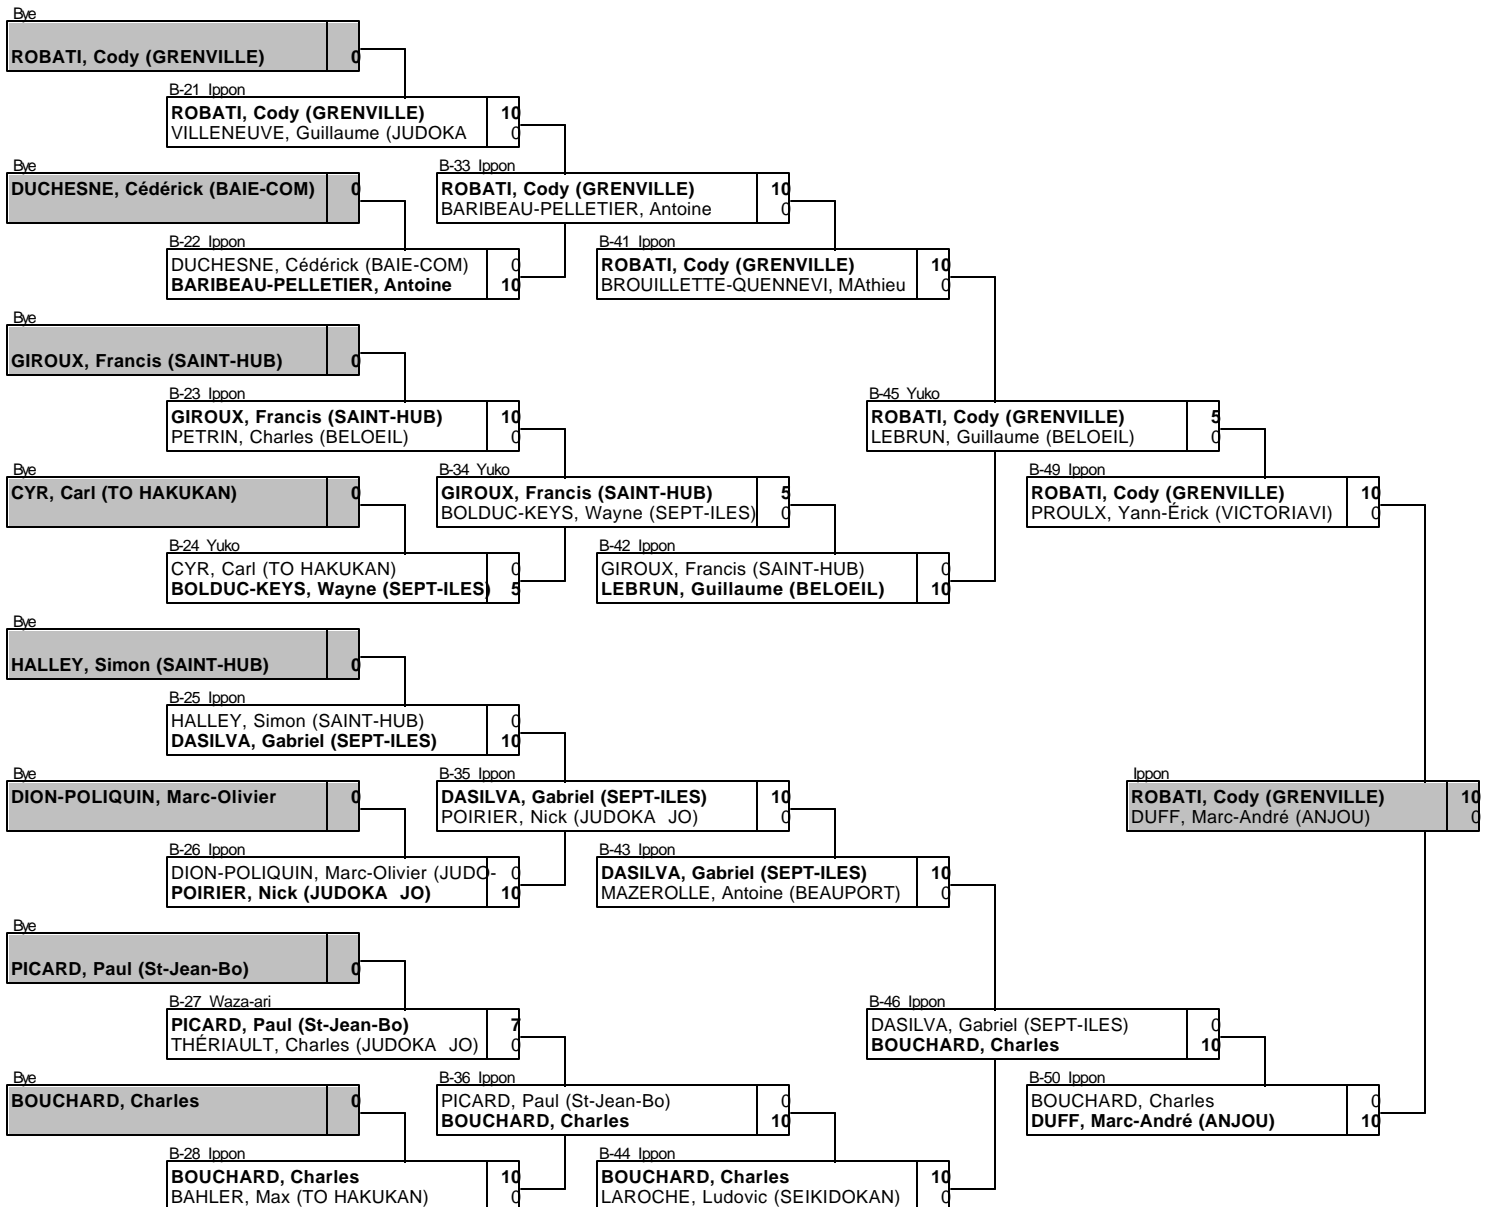 Bye
ROBATI, Cody (GRENVILLE) 0
B-21 Ippon
ROBATI, Cody (GRENVILLE) 10
VILLENEUVE, Guillaume (JUDOKA 0
Bye
DUCHESNE, Cédérick (BAIE-COM) 0
B-33 Ippon
ROBATI, Cody (GRENVILLE) 10
BARIBEAU-PELLETIER, Antoine 0
B-22 Ippon
DUCHESNE, Cédérick (BAIE-COM) 0
BARIBEAU-PELLETIER, Antoine 10
B-41 Ippon
ROBATI, Cody (GRENVILLE) 10
BROUILLETTE-QUENNEVI, MAthieu 0
Bye
GIROUX, Francis (SAINT-HUB) 0
B-23 Ippon
GIROUX, Francis (SAINT-HUB) 10
PETRIN, Charles (BELOEIL) 0
B-45 Yuko
ROBATI, Cody (GRENVILLE) 5
LEBRUN, Guillaume (BELOEIL) 0
Bye
CYR, Carl (TO HAKUKAN) 0
B-34 Yuko
GIROUX, Francis (SAINT-HUB) 5
BOLDUC-KEYS, Wayne (SEPT-ILES) 0
B-49 Ippon
ROBATI, Cody (GRENVILLE) 10
PROULX, Yann-Érick (VICTORIAVI) 0
B-24 Yuko
CYR, Carl (TO HAKUKAN) 0
BOLDUC-KEYS, Wayne (SEPT-ILES) 5
B-42 Ippon
GIROUX, Francis (SAINT-HUB) 0
LEBRUN, Guillaume (BELOEIL) 10
Bye
HALLEY, Simon (SAINT-HUB) 0
B-25 Ippon
HALLEY, Simon (SAINT-HUB) 0
DASILVA, Gabriel (SEPT-ILES) 10
Bye
DION-POLIQUIN, Marc-Olivier 0
B-35 Ippon
DASILVA, Gabriel (SEPT-ILES) 10
POIRIER, Nick (JUDOKA JO) 0
Ippon
ROBATI, Cody (GRENVILLE) 10
DUFF, Marc-André (ANJOU) 0
B-26 Ippon
DION-POLIQUIN, Marc-Olivier (JUDO- 0
POIRIER, Nick (JUDOKA JO) 10
B-43 Ippon
DASILVA, Gabriel (SEPT-ILES) 10
MAZEROLLE, Antoine (BEAUPORT) 0
Bye
PICARD, Paul (St-Jean-Bo) 0
B-27 Waza-ari
PICARD, Paul (St-Jean-Bo) 7
THÉRIAULT, Charles (JUDOKA JO) 0
B-46 Ippon
DASILVA, Gabriel (SEPT-ILES) 0
BOUCHARD, Charles 10
Bye
BOUCHARD, Charles 0
B-36 Ippon
PICARD, Paul (St-Jean-Bo) 0
BOUCHARD, Charles 10
B-50 Ippon
BOUCHARD, Charles 0
DUFF, Marc-André (ANJOU) 10
B-28 Ippon
BOUCHARD, Charles 10
BAHLER, Max (TO HAKUKAN) 0
B-44 Ippon
BOUCHARD, Charles 10
LAROCHE, Ludovic (SEIKIDOKAN) 0